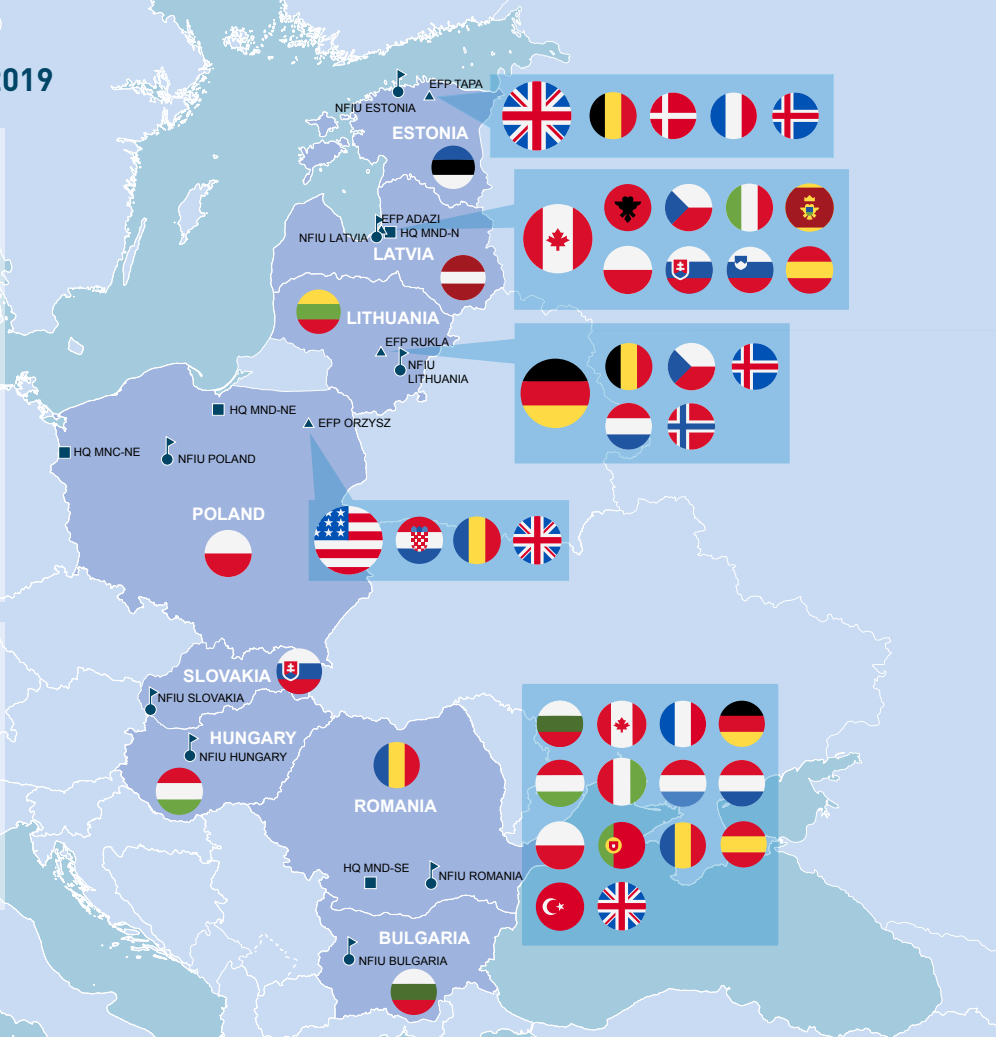 2019
EFP TAPA
NFIU ESTONIA
ESTONIA
EFP ADAZI
NFIU LATVIA
HQ MND-N
LATVIA
LITHUANIA
EFP RUKLA
NFIU
LITHUANIA
HQ MND-NE
EFP ORZYSZ
HQ MNC-NE
NFIU POLAND
POLAND
SLOVAKIA
NFIU SLOVAKIA
HUNGARY
NFIU HUNGARY
ROMANIA
HQ MND-SE
NFIU ROMANIA
BULGARIA
NFIU BULGARIA